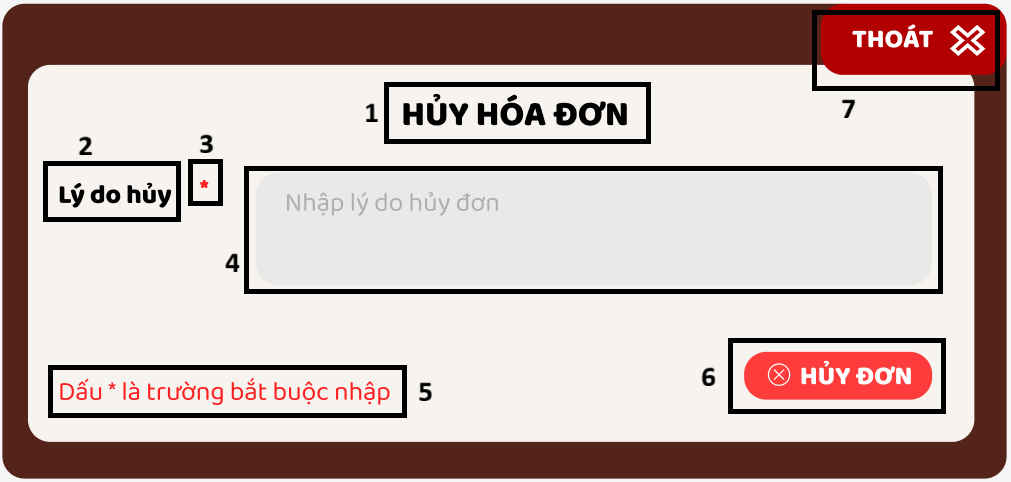 THOÁT
7
1
HỦY HÓA ĐƠN
2
3
Lý do hủy
*
Nhập lý do hủy đơn
4
Dấu * là trường bắt buộc nhập
5
6
HỦY ĐƠN